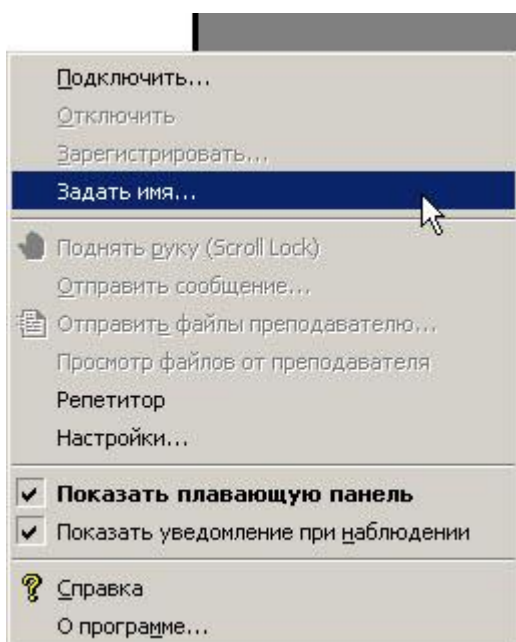 Подключить...
Отключить
Зарегистрировать...
Задать имя...
Поднять руку (Scroll Lock)
Отправить сообщение...
Отправить файлы преподавателю...
Просмотр файлов от преподавателя
Репетитор
Настройки...
Показать плавающую панель
Показать уведомление при наблюдении
Справка
О программе...